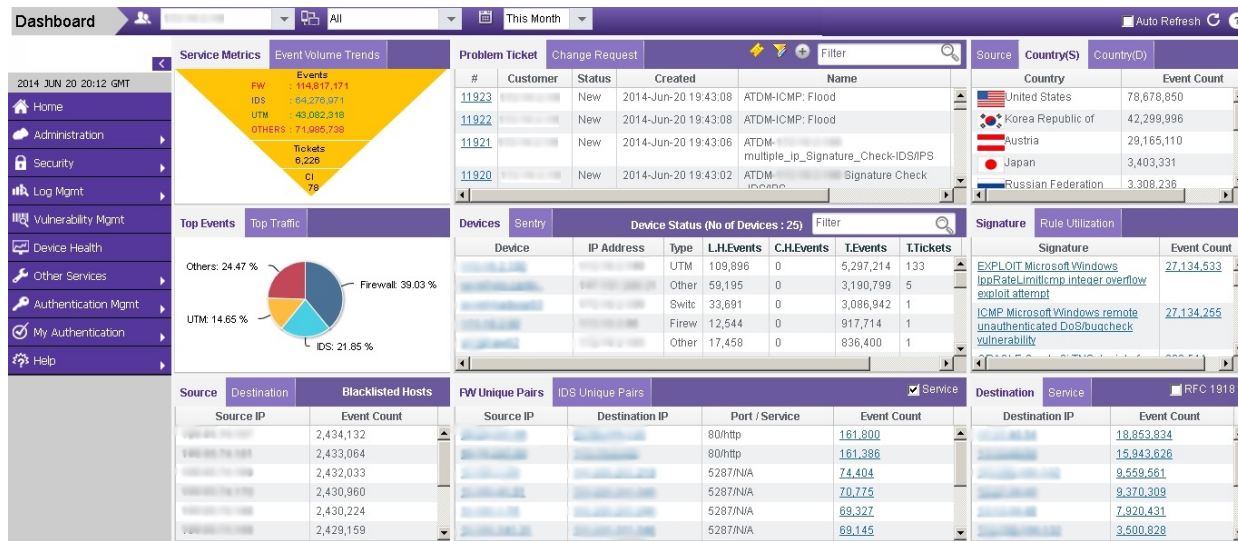 Dashboard
All
This Month
Auto Refresh
2014 JUN 20 20:12 GMT
Home
Administration
Security
Log Mgmt
Vulnerability Mgmt
Device Health
Other Services
Authentication Mgmt
My Authentication
Help
Service Metrics Event Volume Trends
Events
FW : 114,817,171
IDS : 64,276,971
UTM : 43,082,318
OTHERS : 71,985,738
Tickets
6,226
CI
78
Problem Ticket Change Request Filter
# Customer Status Created Name
11923 New 2014-Jun-20 19:43:08 ATDM-ICMP: Flood
11922 New 2014-Jun-20 19:43:08 ATDM-ICMP: Flood
11921 New 2014-Jun-20 19:43:06 ATDM-
multiple_ip_Signature_Check-IDS/IPS
11920 New 2014-Jun-20 19:43:02 ATDM- Signature Check
Source Country(S) Country(D)
Country Event Count
United States 78,678,850
Korea Republic of 42,299,996
Austria 29,165,110
Japan 3,403,331
Russian Federation 3,308,236
Top Events Top Traffic
Others: 24.47 %
Firewall: 39.03 %
UTM: 14.65 %
IDS: 21.85 %
Devices Sentry Device Status (No of Devices : 25) Filter
Device IP Address Type L.H.Events C.H.Events T.Events T.Tickets
UTM 109,896 0 5,297,214 133
Other 59,195 0 3,190,799 5
Switc 33,691 0 3,086,942 1
Firew 12,544 0 917,714 1
Other 17,458 0 836,400 1
Signature Rule Utilization
Signature Event Count
EXPLOIT Microsoft Windows 27,134,533
IppRateLimitIcmp integer overflow
exploit attempt
ICMP Microsoft Windows remote 27,134,255
unauthenticated DoS/bugcheck
vulnerability
Source Destination Blacklisted Hosts
Source IP Event Count
2,434,132
2,433,064
2,432,033
2,430,960
2,430,224
2,429,159
FW Unique Pairs IDS Unique Pairs Service
Source IP Destination IP Port / Service Event Count
80/http 161,800
80/http 161,386
5287/N/A 74,404
5287/N/A 70,775
5287/N/A 69,327
5287/N/A 69,145
Destination Service RFC 1918
Destination IP Event Count
18,853,834
15,943,626
9,559,561
9,370,309
7,920,431
3,500,828